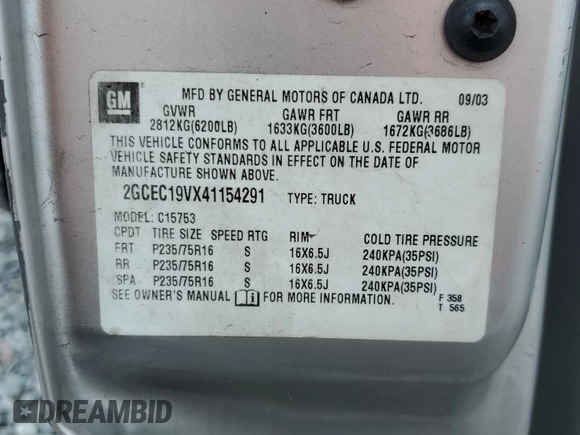 GM
MFD BY GENERAL MOTORS OF CANADA LTD. 09/03
GVWR GAWR FRT GAWR RR
2812KG(6200LB) 1633KG(3600LB) 1672KG(3686LB)
THIS VEHICLE CONFORMS TO ALL APPLICABLE U.S. FEDERAL MOTOR
VEHICLE SAFETY STANDARDS IN EFFECT ON THE DATE OF
MANUFACTURE SHOWN ABOVE.
2GCEC19VX41154291 TYPE: TRUCK
MODEL: C15753
CPDT TIRE SIZE SPEED RTG RIM COLD TIRE PRESSURE
FRT P235/75R16 S 16X6.5J 240KPA(35PSI)
RR P235/75R16 S 16X6.5J 240KPA(35PSI)
SPA P235/75R16 S 16X6.5J 240KPA(35PSI)
SEE OWNER'S MANUAL FOR MORE INFORMATION. F 358
T 565
DREAMBID